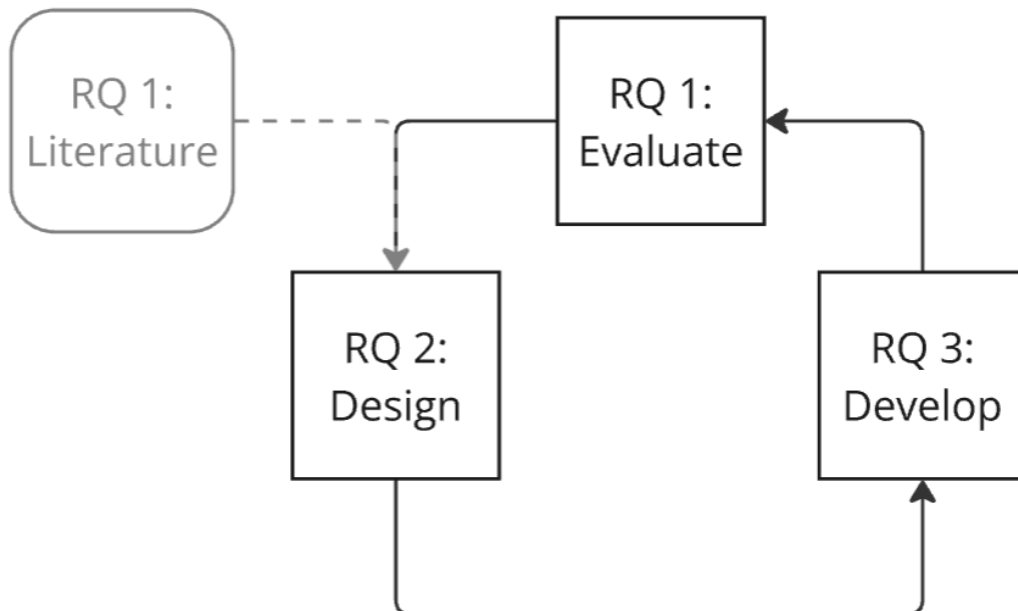 RQ 1:
Literature
RQ 1:
Evaluate
RQ 2:
Design
RQ 3:
Develop